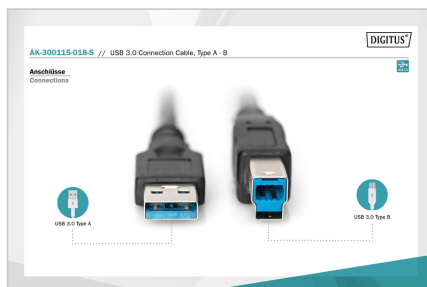 DIGITUS®
AK-300115-018-S // USB 3.0 Connection Cable, Type A - B
Anschlüsse
Connections
USB 3.0 Type A
USB 3.0 Type B